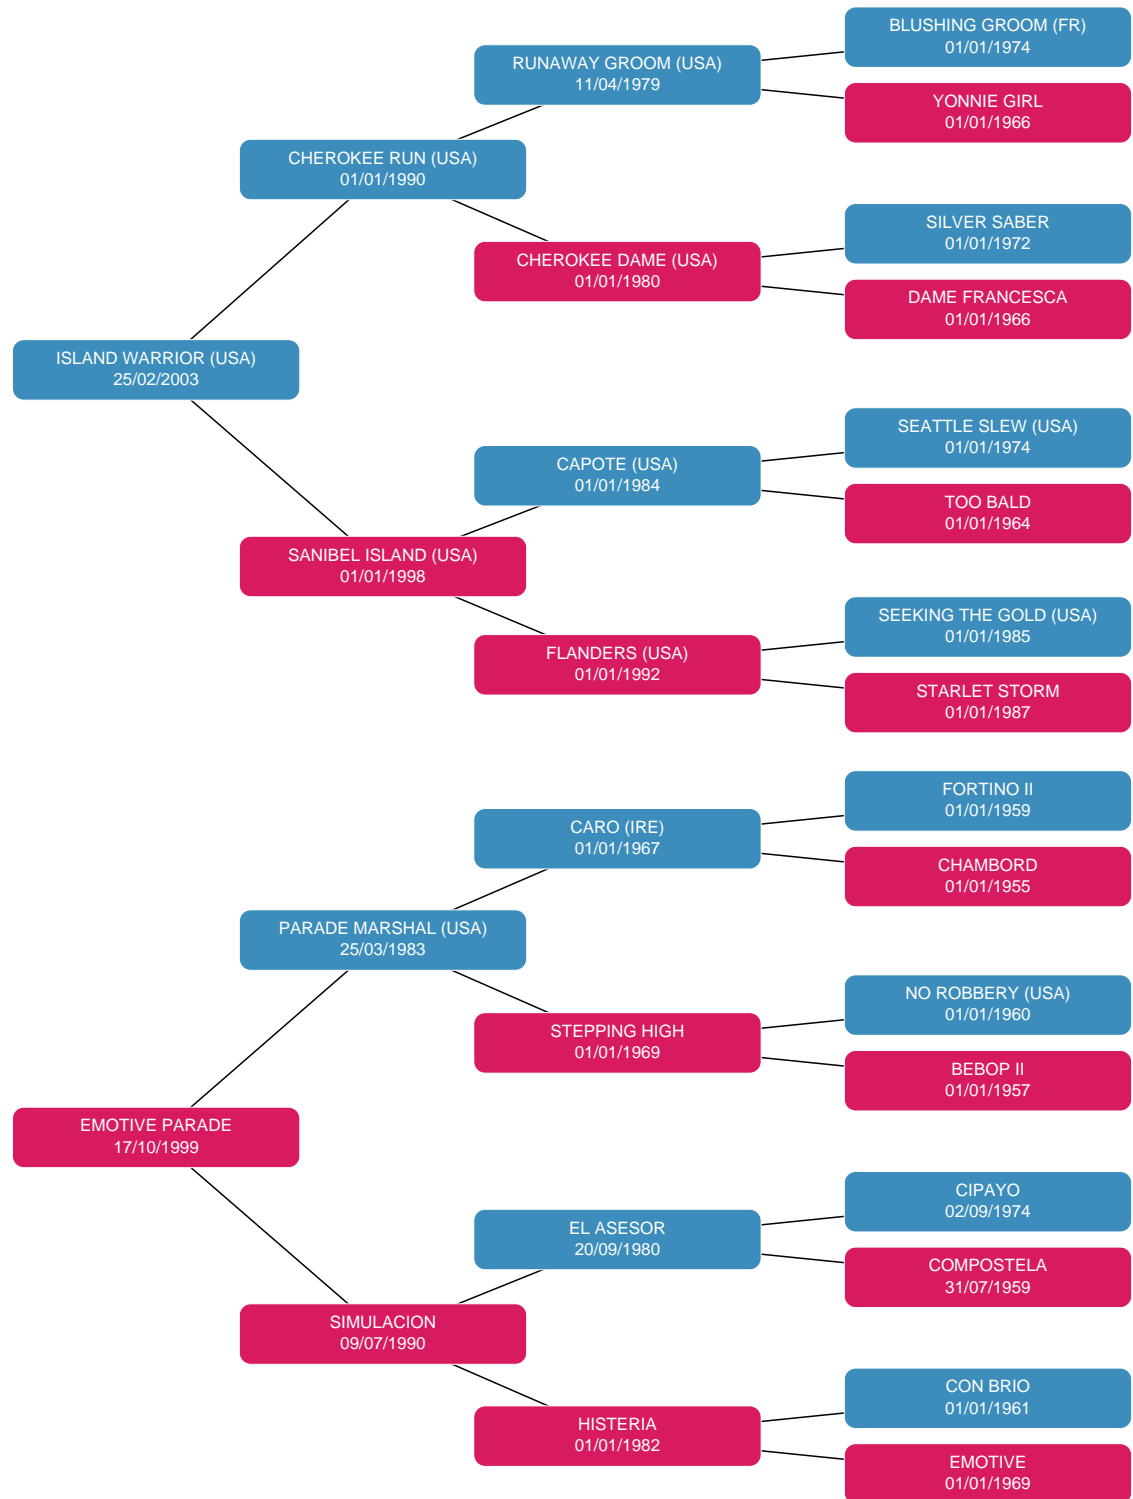 BLUSHING GROOM (FR)
01/01/1974
RUNAWAY GROOM (USA)
11/04/1979
YONNIE GIRL
01/01/1966
CHEROKEE RUN (USA)
01/01/1990
SILVER SABER
01/01/1972
CHEROKEE DAME (USA)
01/01/1980
DAME FRANCESCA
01/01/1966
ISLAND WARRIOR (USA)
25/02/2003
SEATTLE SLEW (USA)
01/01/1974
CAPOTE (USA)
01/01/1984
TOO BALD
01/01/1964
SANIBEL ISLAND (USA)
01/01/1998
SEEKING THE GOLD (USA)
01/01/1985
FLANDERS (USA)
01/01/1992
STARLET STORM
01/01/1987
FORTINO II
01/01/1959
CARO (IRE)
01/01/1967
CHAMBORD
01/01/1955
PARADE MARSHAL (USA)
25/03/1983
NO ROBBERY (USA)
01/01/1960
STEPPING HIGH
01/01/1969
BEBOP II
01/01/1957
EMOTIVE PARADE
17/10/1999
CIPAYO
02/09/1974
EL ASESOR
20/09/1980
COMPOSTELA
31/07/1959
SIMULACION
09/07/1990
CON BRIO
01/01/1961
HISTERIA
01/01/1982
EMOTIVE
01/01/1969